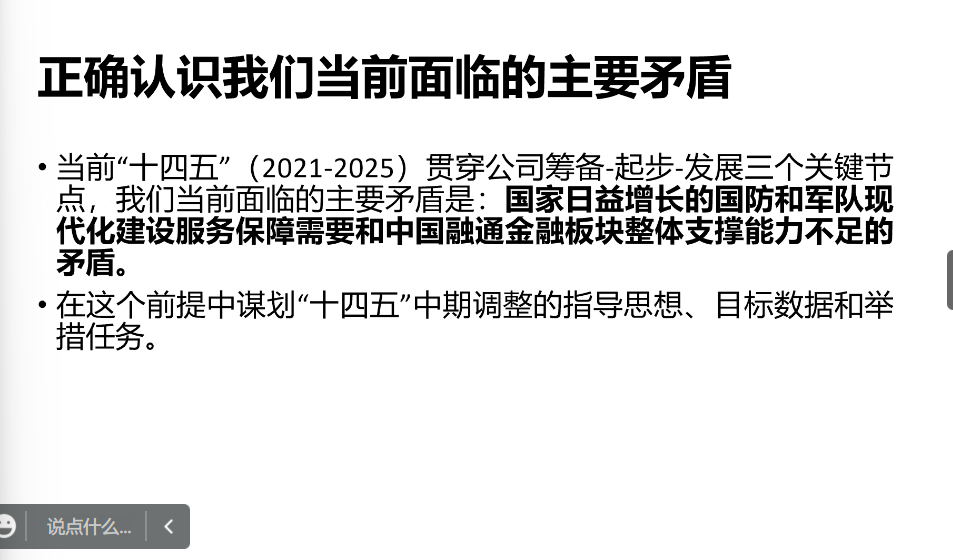 正确认识我们当前面临的主要矛盾
• 当前“十四五”（2021-2025）贯穿公司筹备-起步-发展三个关键节
点，我们当前面临的主要矛盾是：国家日益增长的国防和军队现
代化建设服务保障需要和中国融通金融板块整体支撑能力不足的
矛盾。
• 在这个前提中谋划“十四五”中期调整的指导思想、目标数据和举
措任务。
说点什么...